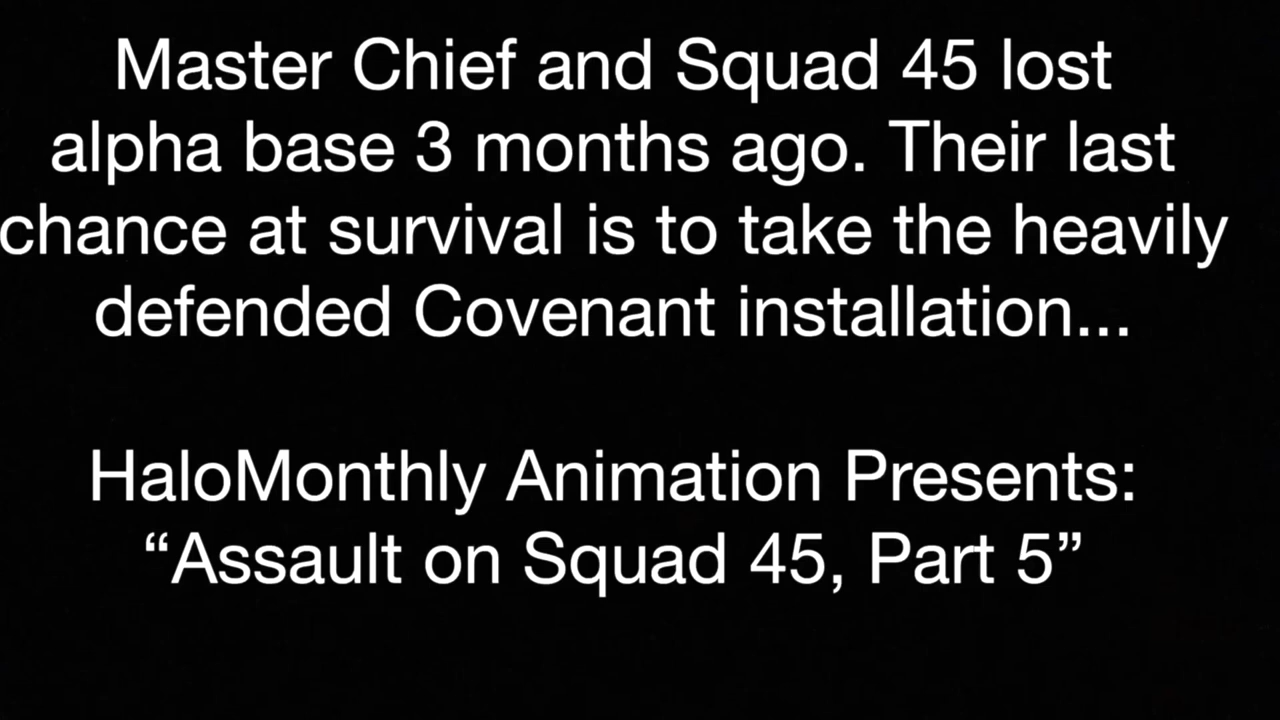 Master Chief and Squad 45 lost
alpha base 3 months ago. Their last
chance at survival is to take the heavily
defended Covenant installation...
HaloMonthly Animation Presents:
“Assault on Squad 45, Part 5”